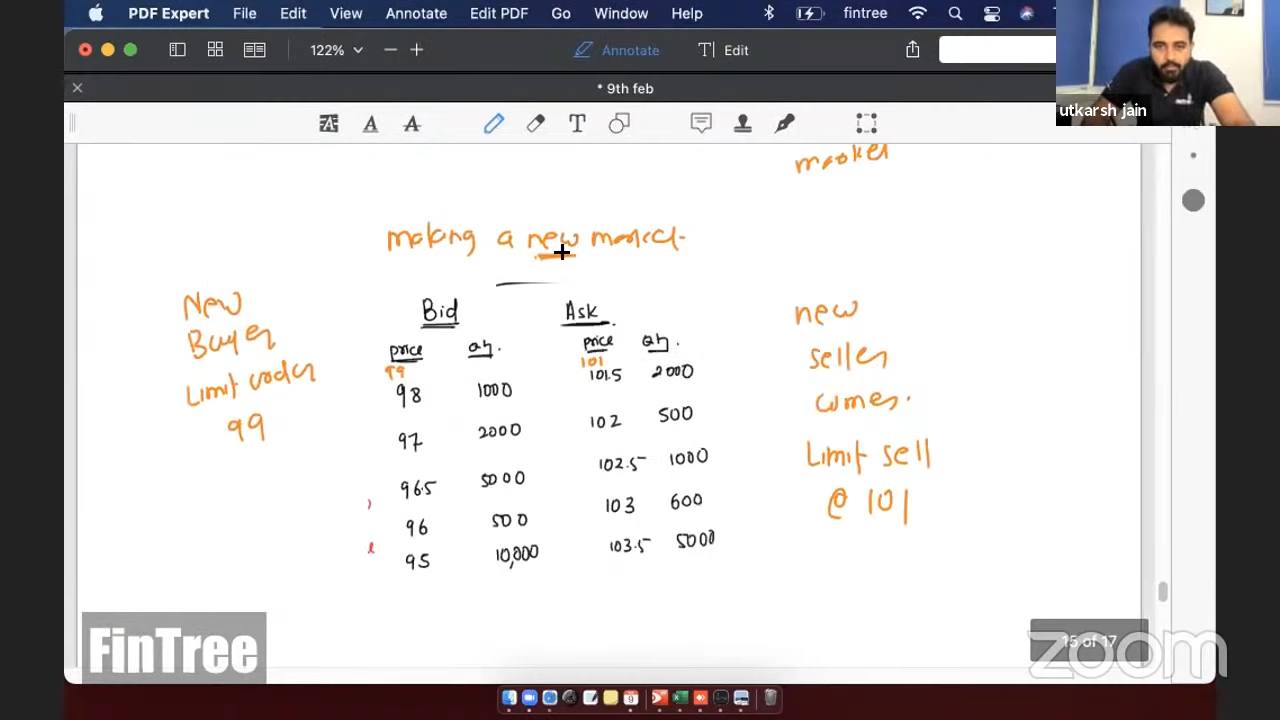 PDF Expert File Edit View Annotate Edit PDF Go Window Help fintree
122% Annotate T Edit
utkarsh jain
* 9th feb
market
making a new market.
New
Buyer
Limit order
99
Bid Ask
price qty. price qty.
99 101
98 1000 101.5 2000
97 2000 102 500
96.5 5000 102.5 1000
96 500 103 600
95 10,000 103.5 5000
new
seller
comes.
Limit sell
@ 101
15 of 17
FinTree
zoom